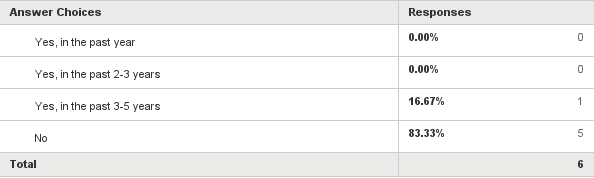 Answer Choices Responses
Yes, in the past year 0.00% 0
Yes, in the past 2-3 years 0.00% 0
Yes, in the past 3-5 years 16.67% 1
No 83.33% 5
Total 6